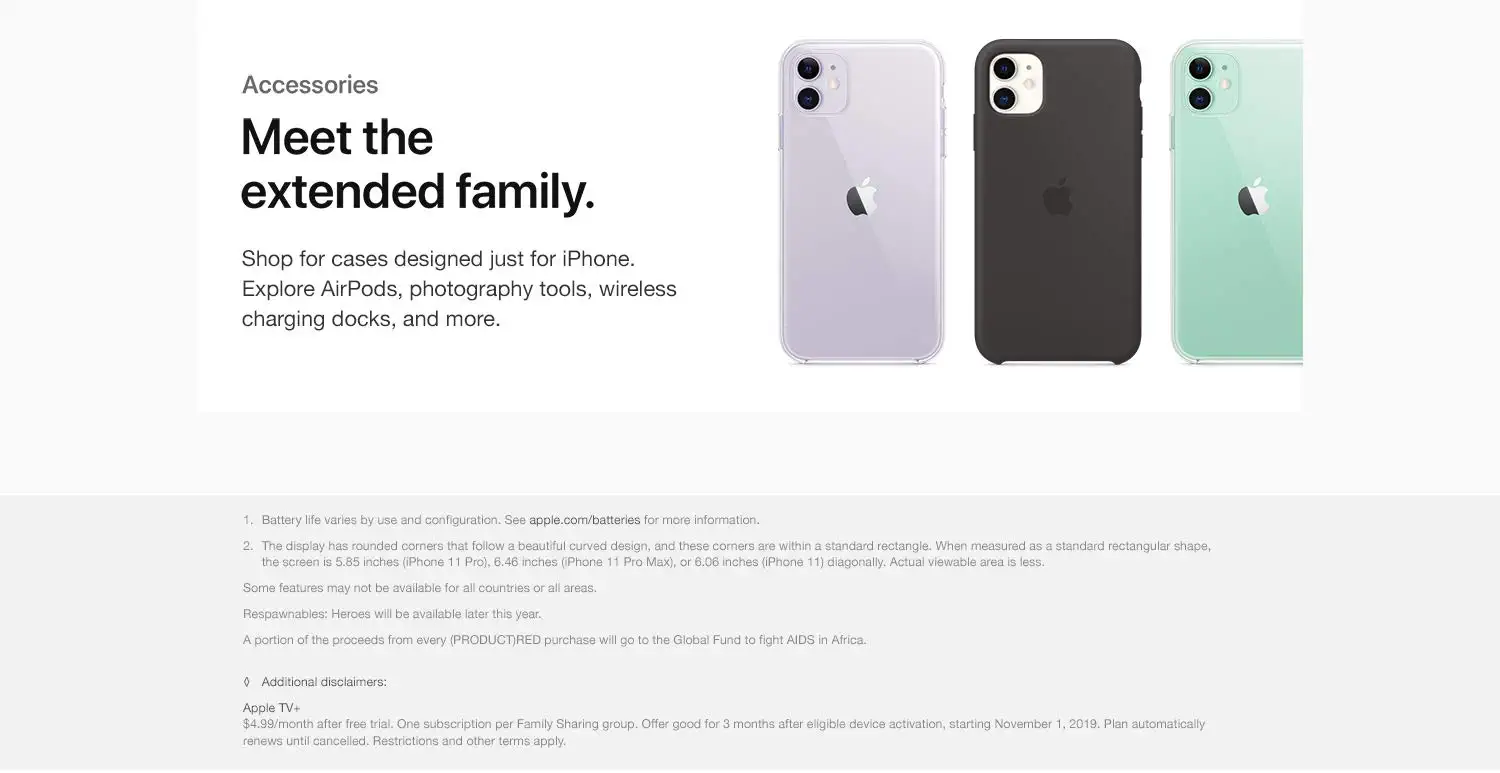 Accessories
Meet the
extended family.
Shop for cases designed just for iPhone.
Explore AirPods, photography tools, wireless
charging docks, and more.
1. Battery life varies by use and configuration. See apple.com/batteries for more information.
2. The display has rounded corners that follow a beautiful curved design, and these corners are within a standard rectangle. When measured as a standard rectangular shape,
the screen is 5.85 inches (iPhone 11 Pro), 6.46 inches (iPhone 11 Pro Max), or 6.06 inches (iPhone 11) diagonally. Actual viewable area is less.
Some features may not be available for all countries or all areas.
Respawnables: Heroes will be available later this year.
A portion of the proceeds from every (PRODUCT)RED purchase will go to the Global Fund to fight AIDS in Africa.
◊ Additional disclaimers:
Apple TV+
$4.99/month after free trial. One subscription per Family Sharing group. Offer good for 3 months after eligible device activation, starting November 1, 2019. Plan automatically
renews until cancelled. Restrictions and other terms apply.